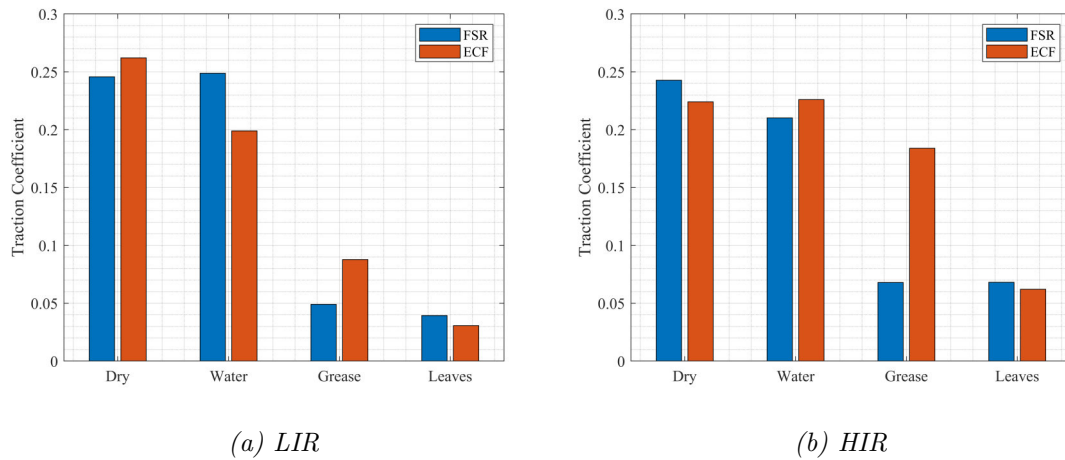 0.3
0.25
0.2
0.15
0.1
0.05
0
Traction Coefficient
FSR
ECF
Dry Water Grease Leaves
(a) LIR
0.3
0.25
0.2
0.15
0.1
0.05
0
Traction Coefficient
FSR
ECF
Dry Water Grease Leaves
(b) HIR